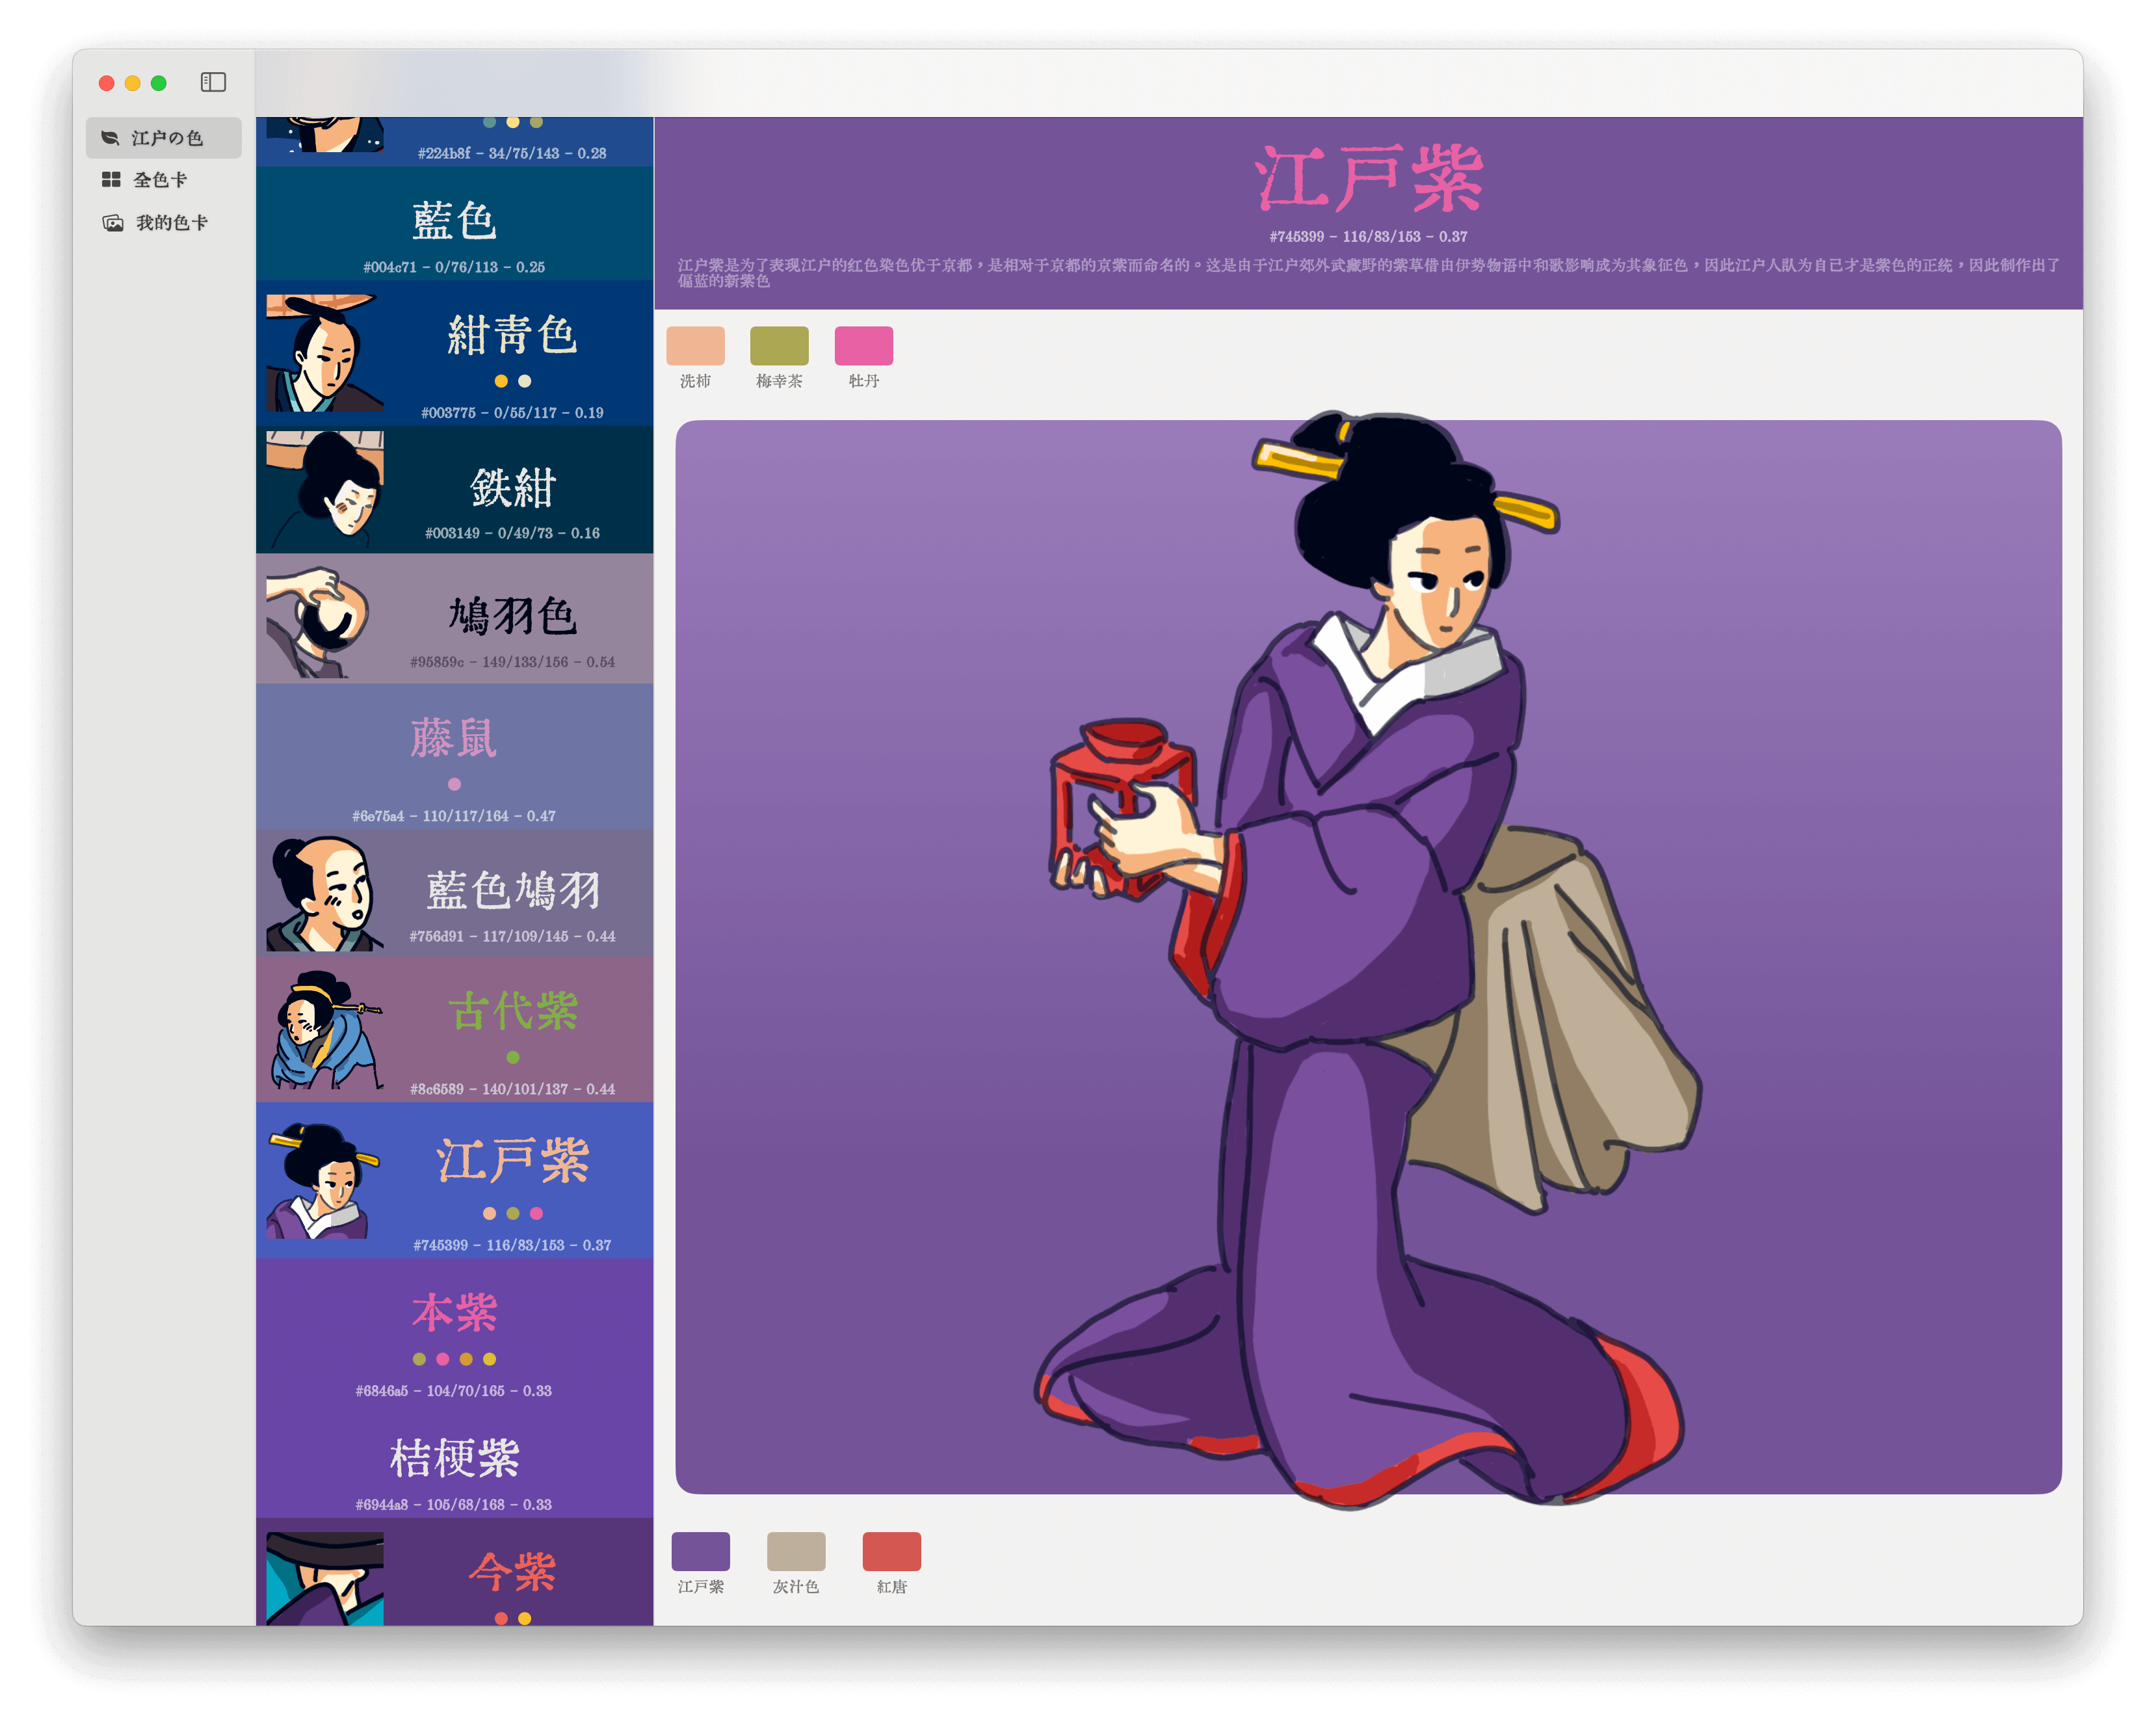 江户の色
全色卡
我的色卡
#224b8f - 34/75/143 - 0.28
藍色
#004c71 - 0/76/113 - 0.25
紺青色
#003775 - 0/55/117 - 0.19
鉄紺
#003149 - 0/49/73 - 0.16
鳩羽色
#95859c - 149/133/156 - 0.54
藤鼠
#6e75a4 - 110/117/164 - 0.47
藍色鳩羽
#756d91 - 117/109/145 - 0.44
古代紫
#8c6589 - 140/101/137 - 0.44
江戸紫
#745399 - 116/83/153 - 0.37
本紫
#6846a5 - 104/70/165 - 0.33
桔梗紫
#6944a8 - 105/68/168 - 0.33
今紫
江戸紫
#745399 - 116/83/153 - 0.37
江户紫是为了表现江户的红色染色优于京都，是相对于京都的京紫而命名的。这是由于江户郊外武藏野的紫草借由伊势物语中和歌影响成为其象征色，因此江户人认为自己才是紫色的正统，因此制作出了
偏蓝的新紫色
洗柿
梅幸茶
牡丹
江戸紫
灰汁色
紅唐